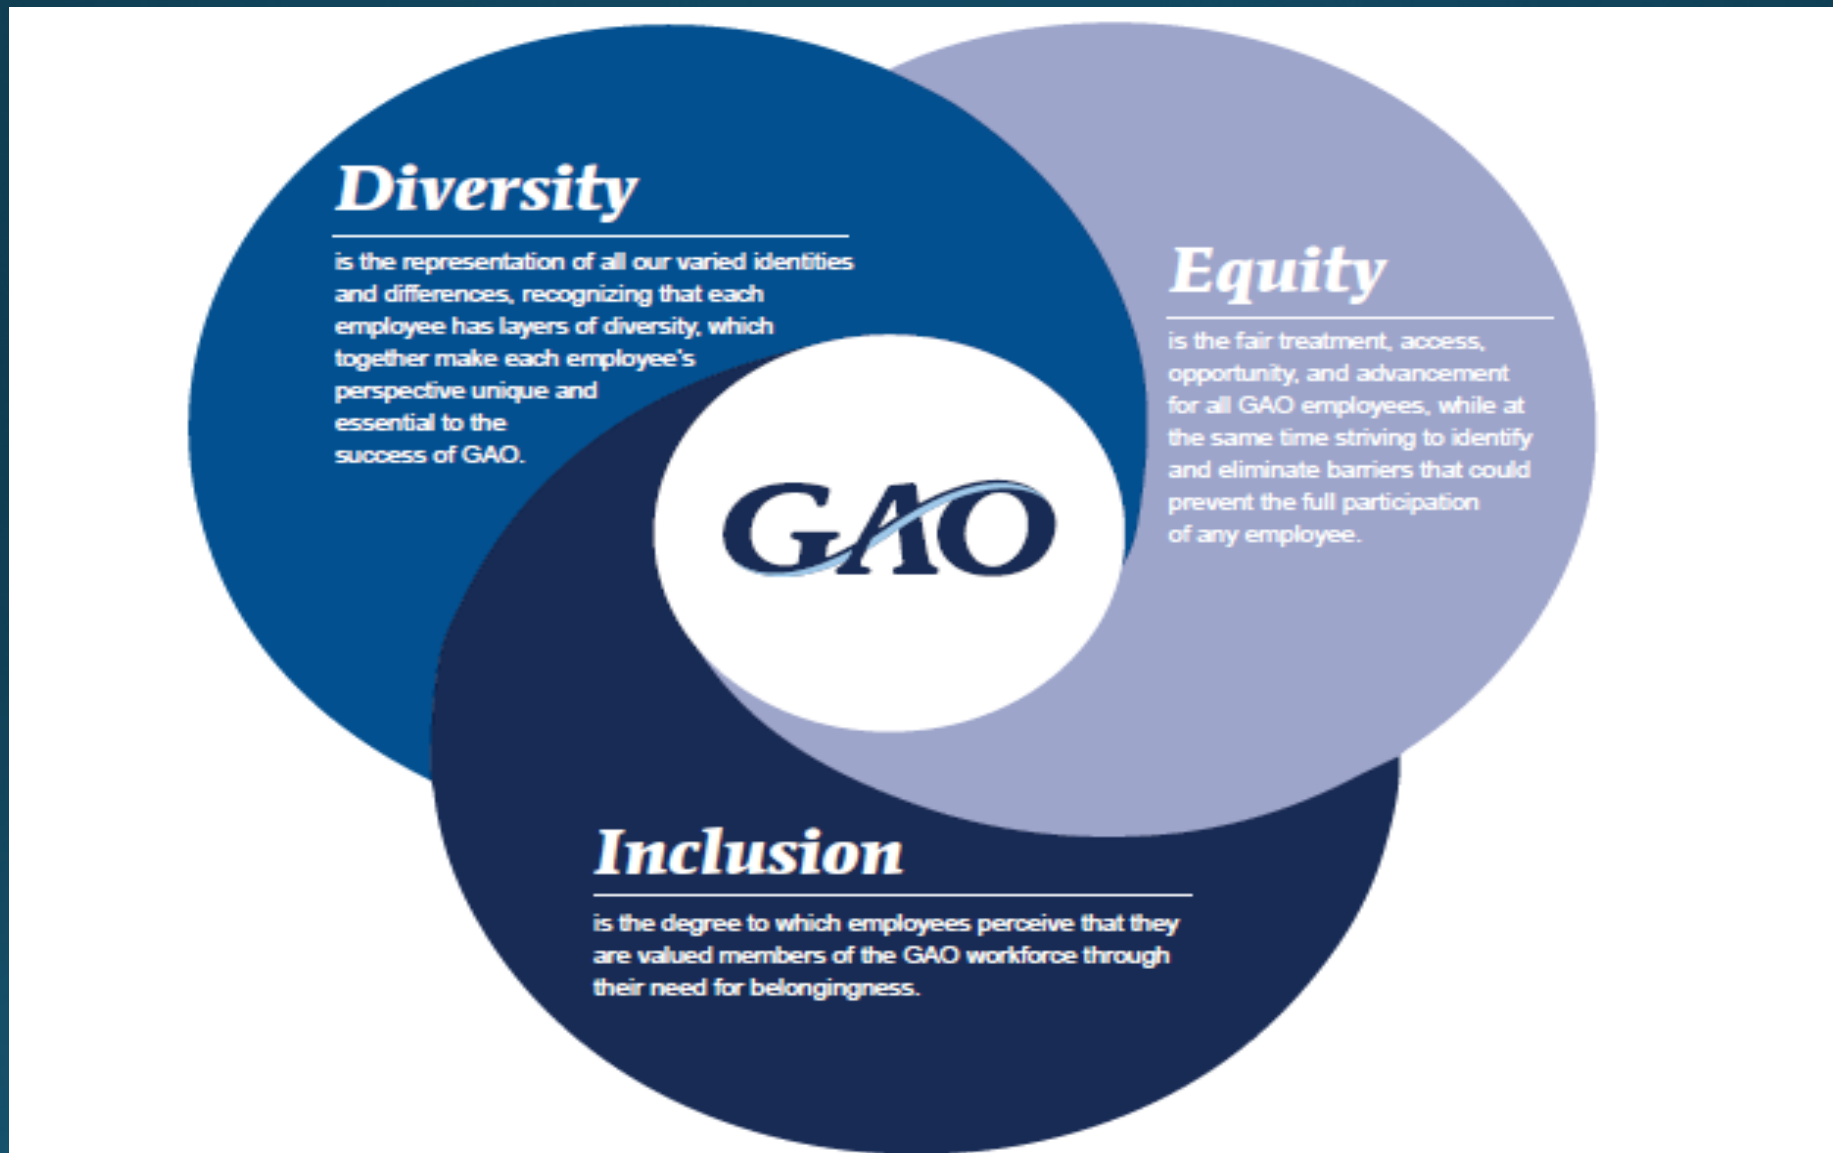 Diversity
is the representation of all our varied identities
and differences, recognizing that each
employee has layers of diversity, which
together make each employee's
perspective unique and
essential to the
success of GAO.
Equity
is the fair treatment, access,
opportunity, and advancement
for all GAO employees, while at
the same time striving to identify
and eliminate barriers that could
prevent the full participation
of any employee.
GAO
Inclusion
is the degree to which employees perceive that they
are valued members of the GAO workforce through
their need for belongingness.